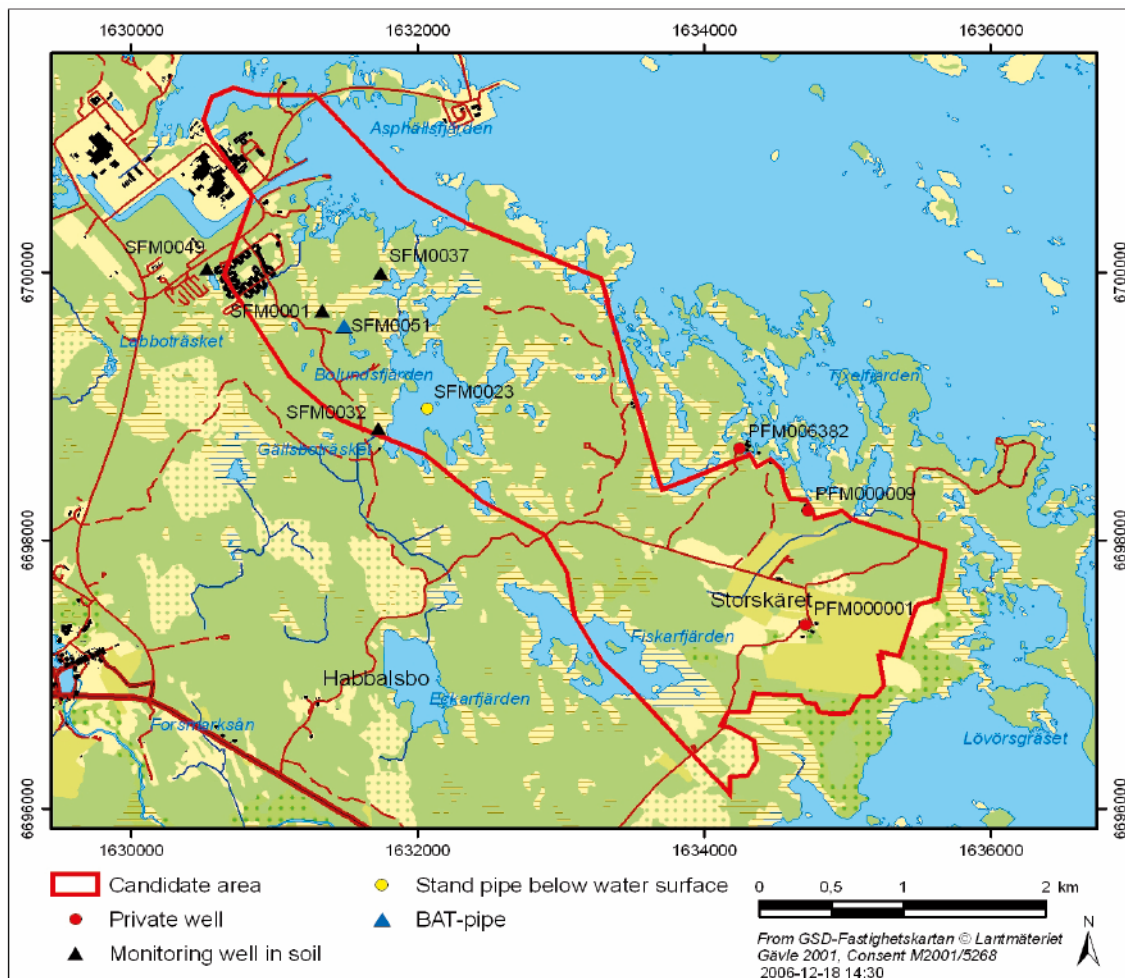 1630000 1632000 1634000 1636000
Asphällsfjärden
SFM0049
SFM0037
6700000
6700000
SFM0001
SFM0051
Labboträsket
Bolundsfjärden
Tixelfjärden
SFM0023
SFM0032
PFM006382
Gällsboträsket
PFM000009
6698000
6698000
Storskäret
PFM000001
Fiskarfjärden
Habbalsbo
Eckarfjärden
Forsmarksån
Lövörsgräset
6696000
6696000
1630000 1632000 1634000 1636000
Candidate area
Private well
Monitoring well in soil
Stand pipe below water surface
BAT-pipe
0 0,5 1 2 km
From GSD-Fastighetskartan © Lantmäteriet
Gävle 2001, Consent M2001/5268
2006-12-18 14:30
N